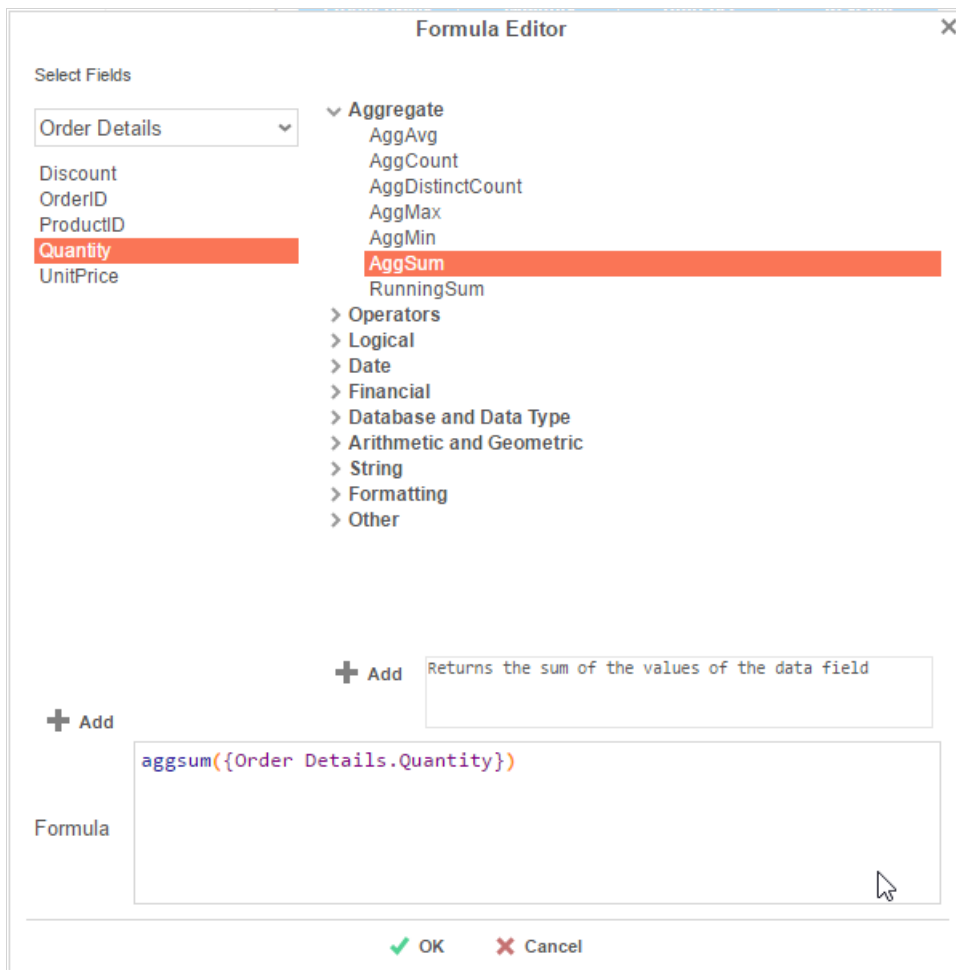 Formula Editor
Select Fields
Order Details
Discount
OrderID
ProductID
Quantity
UnitPrice
Aggregate
AggAvg
AggCount
AggDistinctCount
AggMax
AggMin
AggSum
RunningSum
Operators
Logical
Date
Financial
Database and Data Type
Arithmetic and Geometric
String
Formatting
Other
Add
Returns the sum of the values of the data field
Add
Formula
aggsum({Order Details.Quantity})
OK
Cancel